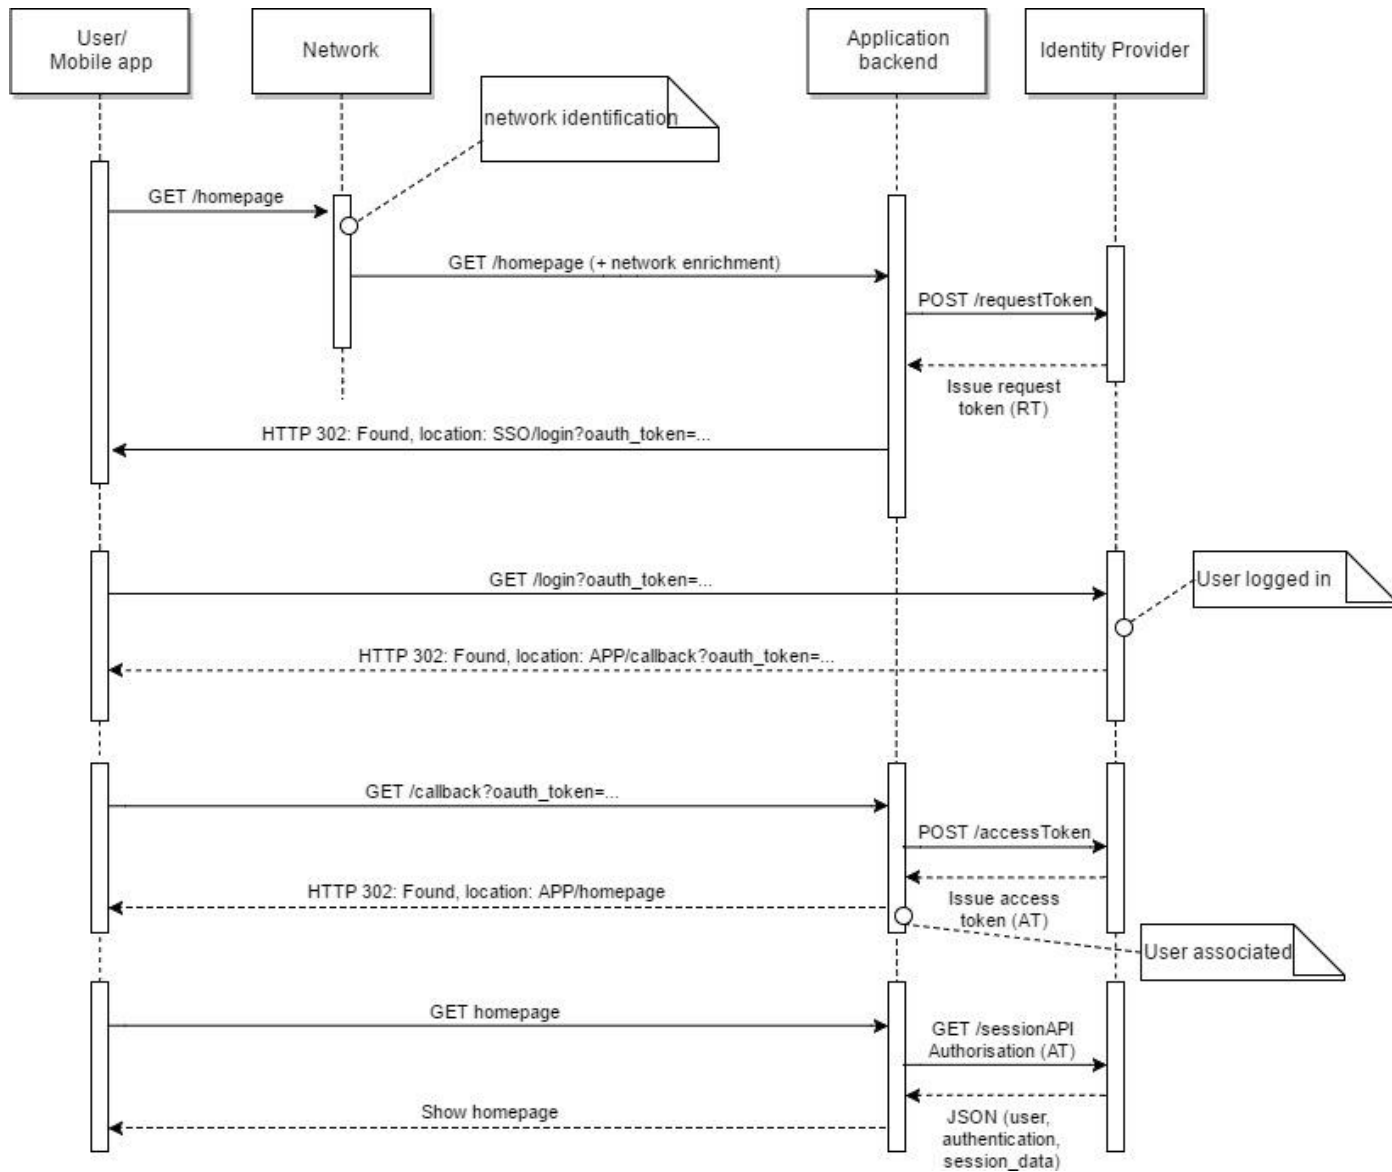 User/
Mobile app
Network
Application
backend
Identity Provider
network identification
GET /homepage
GET /homepage (+ network enrichment)
POST /requestToken
Issue request
token (RT)
HTTP 302: Found, location: SSO/login?oauth_token=...
GET /login?oauth_token=...
User logged in
HTTP 302: Found, location: APP/callback?oauth_token=...
GET /callback?oauth_token=...
POST /accessToken
HTTP 302: Found, location: APP/homepage
Issue access
token (AT)
User associated
GET homepage
GET /sessionAPI
Authorisation (AT)
Show homepage
JSON (user,
authentication,
session_data)